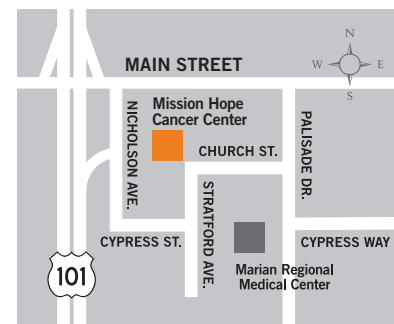 N
W E
S
MAIN STREET
Mission Hope
Cancer Center
NICHOLSON AVE.
PALISADE DR.
CHURCH ST.
STRATFORD AVE.
CYPRESS ST.
CYPRESS WAY
Marian Regional
Medical Center
101